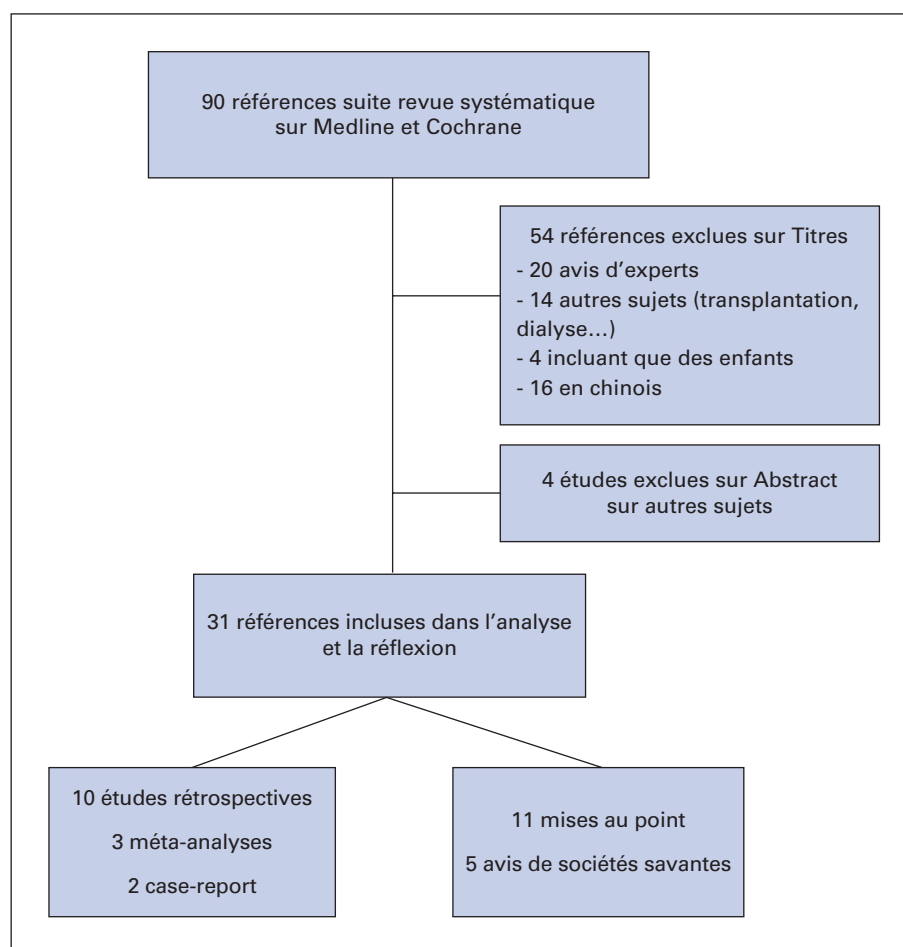 90 références suite revue systématique
sur Medline et Cochrane
54 références exclues sur Titres
- 20 avis d'experts
- 14 autres sujets (transplantation,
dialyse…)
- 4 incluant que des enfants
- 16 en chinois
4 études exclues sur Abstract
sur autres sujets
31 références incluses dans l'analyse
et la réflexion
10 études rétrospectives
3 méta-analyses
2 case-report
11 mises au point
5 avis de sociétés savantes